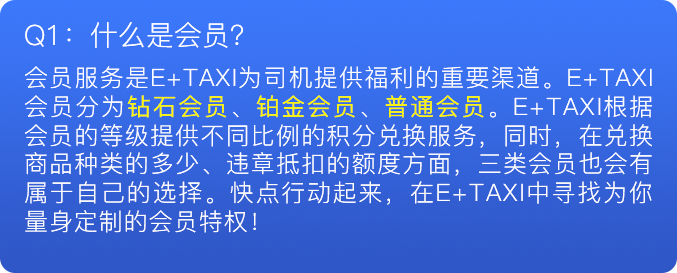 Q1：什么是会员？
会员服务是E+TAXI为司机提供福利的重要渠道。E+TAXI
会员分为钻石会员、铂金会员、普通会员。E+TAXI根据
会员的等级提供不同比例的积分兑换服务，同时，在兑换
商品种类的多少、违章抵扣的额度方面，三类会员也会有
属于自己的选择。快点行动起来，在E+TAXI中寻找为你
量身定制的会员特权！